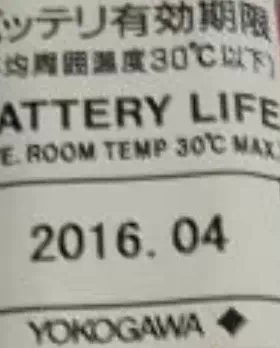 ッテリ有効期限
均周囲温度30℃以下)
ATTERY LIFE
E. ROOM TEMP 30℃ MAX.
2016. 04
YOKOGAWA ◆